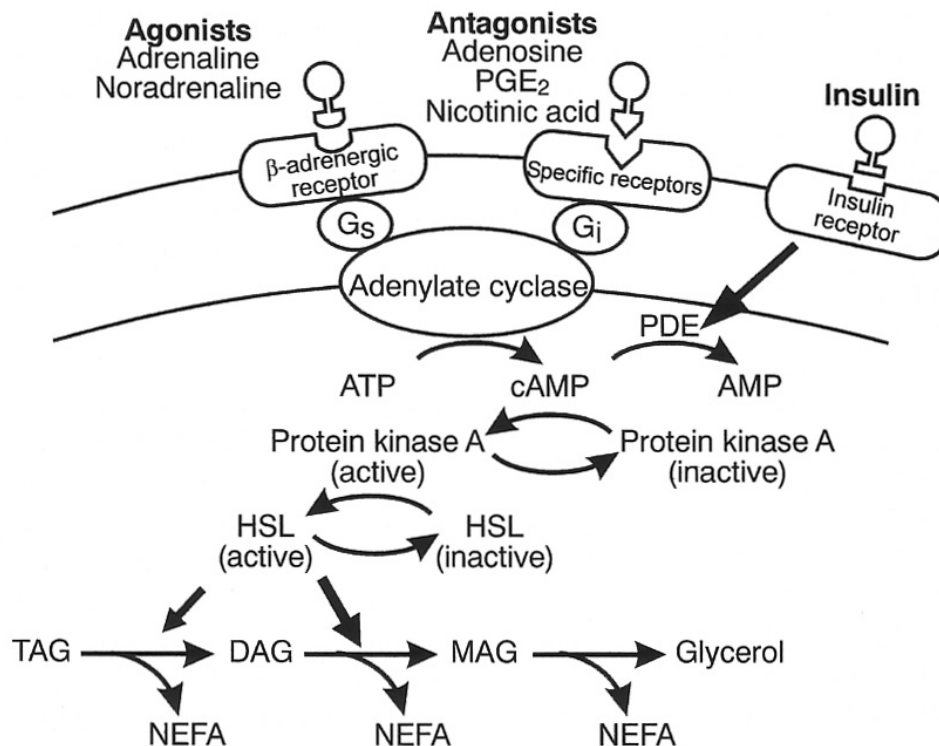 Agonists
Adrenaline
Noradrenaline
Antagonists
Adenosine
PGE₂
Nicotinic acid
Insulin
β-adrenergic
receptor
Specific receptors
Insulin
receptor
Gs
Gi
Adenylate cyclase
PDE
ATP
cAMP
AMP
Protein kinase A
(active)
Protein kinase A
(inactive)
HSL
(active)
HSL
(inactive)
TAG
DAG
MAG
Glycerol
NEFA
NEFA
NEFA